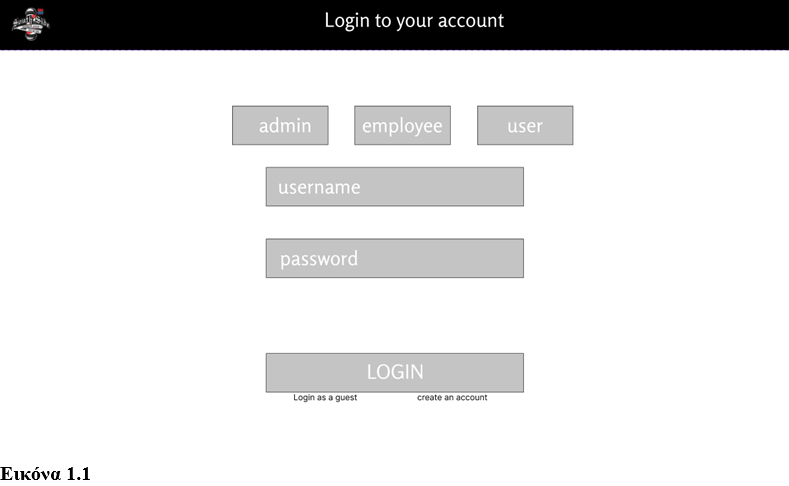 Login to your account
admin employee user
username
password
LOGIN
Login as a guest create an account
Εικόνα 1.1